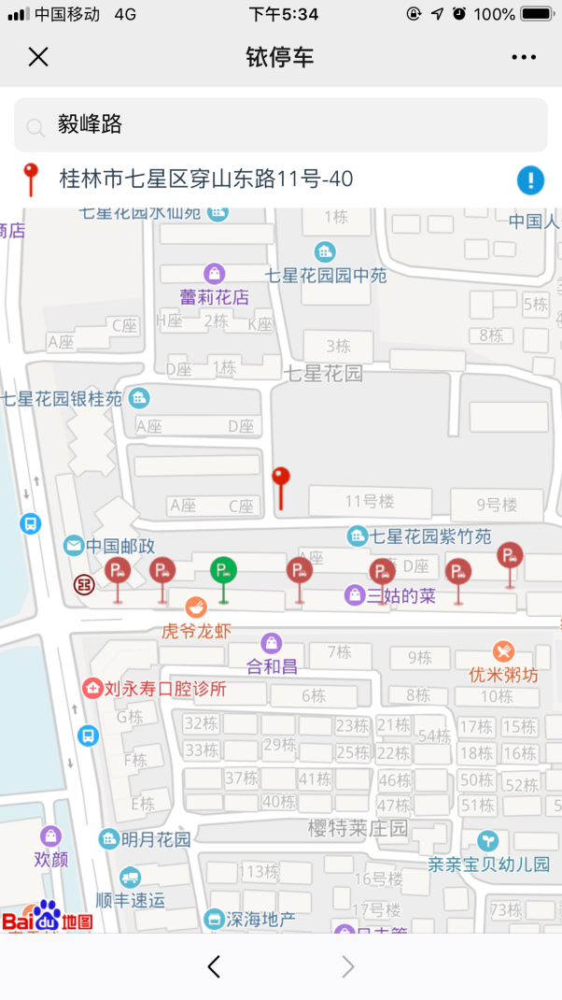 中国移动 4G 下午5:34 100%
铱停车
毅峰路
桂林市七星区穿山东路11号-40
七星花园水仙苑
1栋
中国人
商店
七星花园园中苑
蕾莉花店
5栋
H座 2栋 K座
C座
8栋
A座
3栋
D座 1栋
七星花园
七星花园银桂苑
A座 D座
11号楼 9号楼
A座 C座
七星花园紫竹苑
中国邮政
A座
D座
三姑的菜
虎爷龙虾
7栋 9栋
合和昌
优米粥坊
刘永寿口腔诊所
6栋 8栋 10栋
G栋
32栋 23栋 21栋 17栋 15栋
54栋
29栋
33栋 25栋 22栋 18栋 16栋
F栋
37栋 41栋 46栋 50栋 52栋
E栋
40栋 47栋 51栋
樱特莱庄园
明月花园
欢颜
亲亲宝贝幼儿园
113栋 16号楼
顺丰速运
17号楼 73栋
深海地产
Bai du 地图